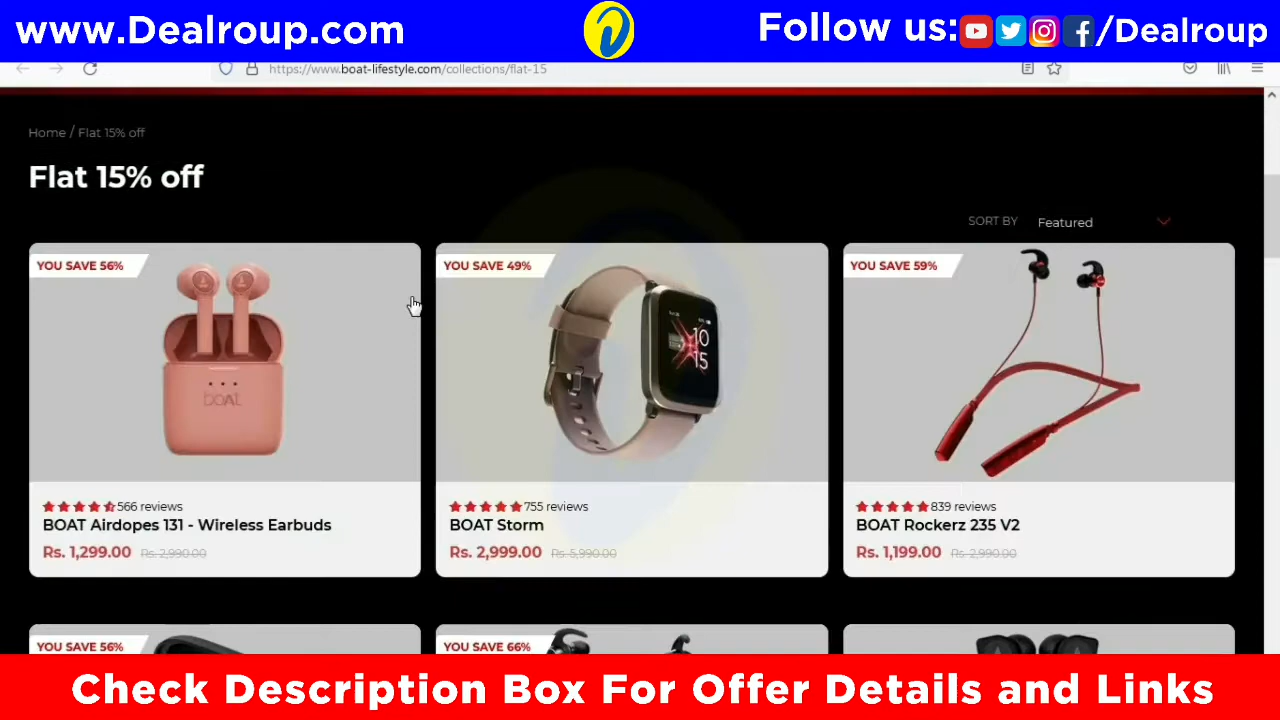 www.Dealroup.com
Follow us: /Dealroup
https://www.boat-lifestyle.com/collections/flat-15
Home / Flat 15% off
Flat 15% off
SORT BY Featured
YOU SAVE 56%
YOU SAVE 49%
YOU SAVE 59%
boAT
10
15
566 reviews
755 reviews
839 reviews
BOAT Airdopes 131 - Wireless Earbuds
BOAT Storm
BOAT Rockerz 235 V2
Rs. 1,299.00 Rs. 2,990.00
Rs. 2,999.00 Rs. 5,990.00
Rs. 1,199.00 Rs. 2,990.00
YOU SAVE 56%
YOU SAVE 66%
Check Description Box For Offer Details and Links